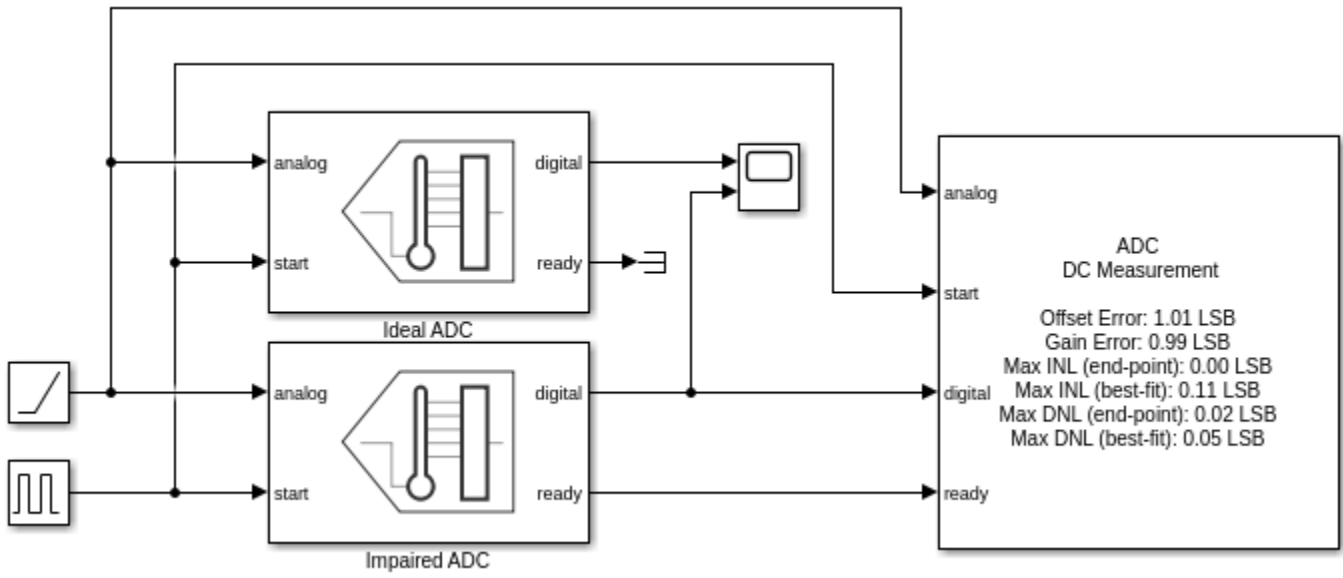 analog
digital
start
ready
Ideal ADC
analog
digital
start
ready
Impaired ADC
analog
start
digital
ready
ADC
DC Measurement
Offset Error: 1.01 LSB
Gain Error: 0.99 LSB
Max INL (end-point): 0.00 LSB
Max INL (best-fit): 0.11 LSB
Max DNL (end-point): 0.02 LSB
Max DNL (best-fit): 0.05 LSB